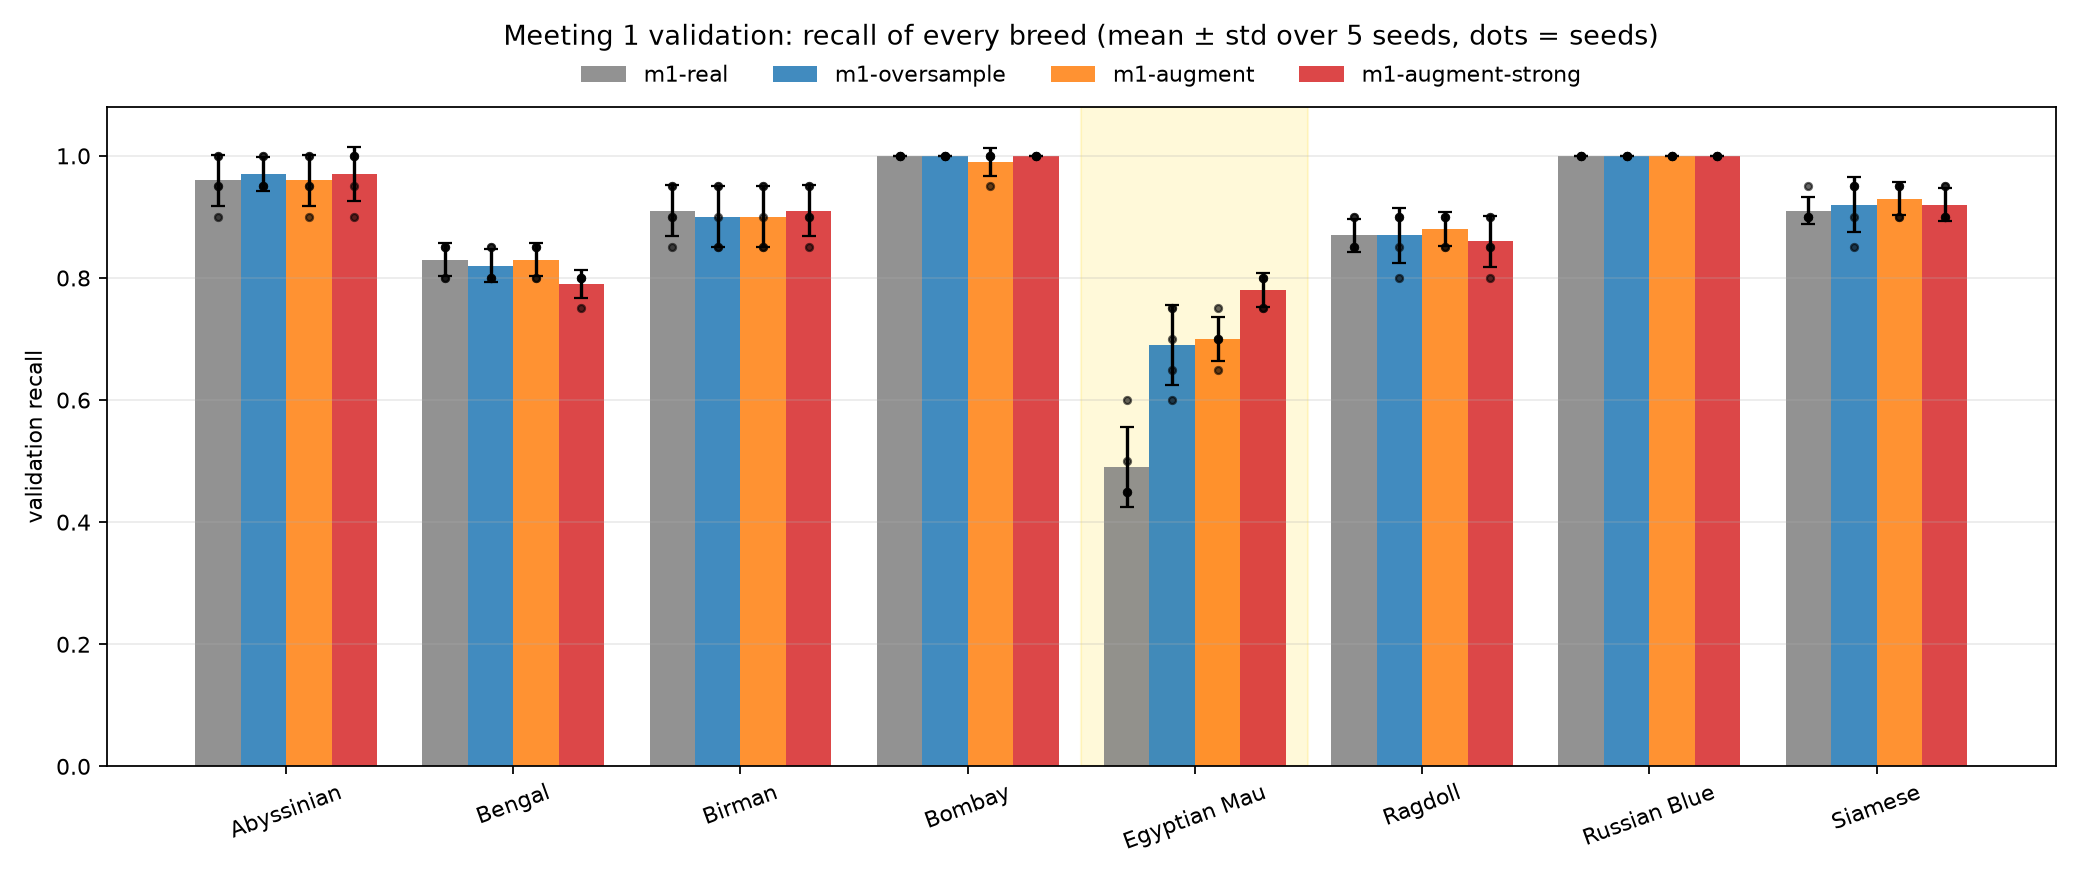 Meeting 1 validation: recall of every breed (mean ± std over 5 seeds, dots = seeds)
m1-real m1-oversample m1-augment m1-augment-strong
validation recall
1.0
0.8
0.6
0.4
0.2
0.0
Abyssinian Bengal Birman Bombay Egyptian Mau Ragdoll Russian Blue Siamese